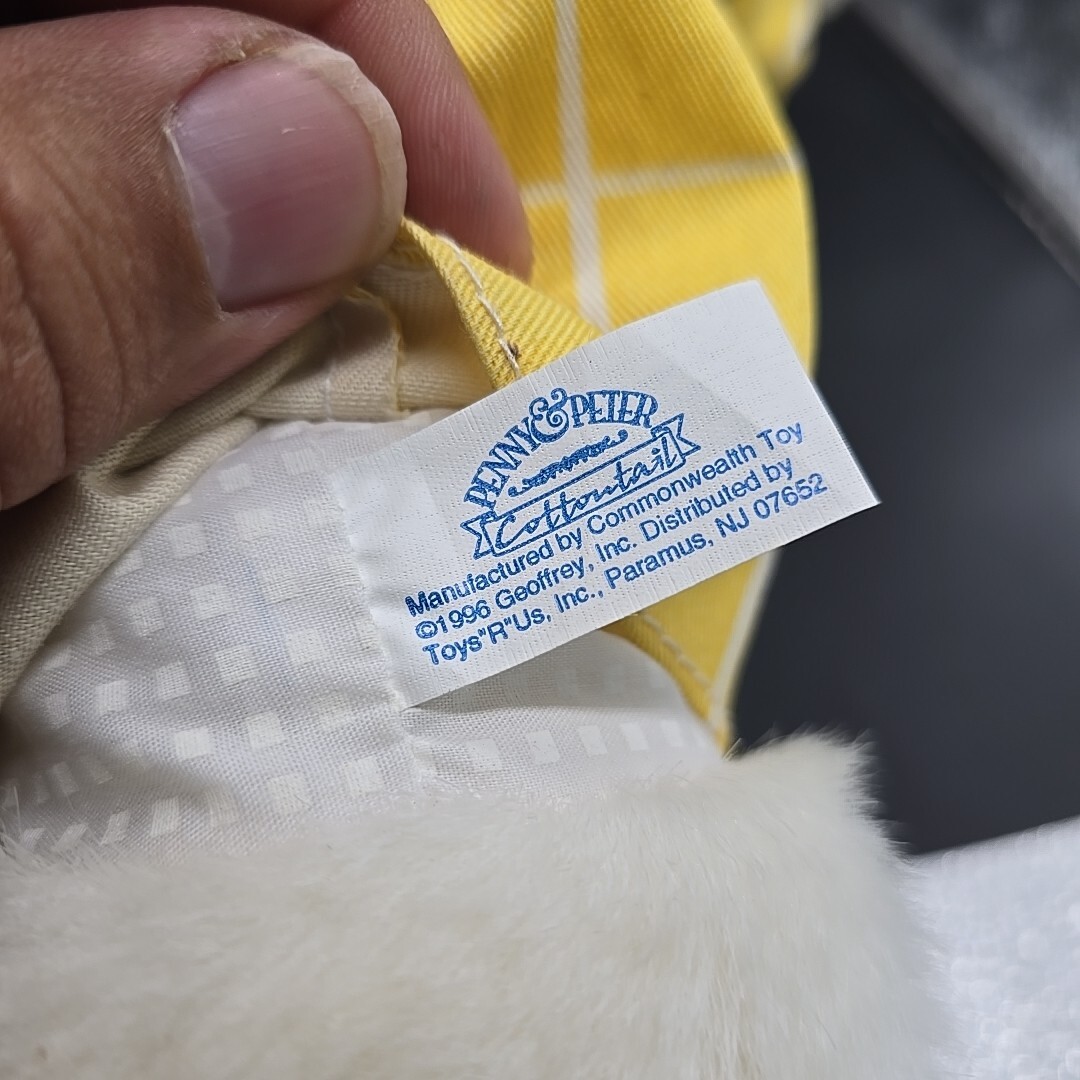 PENNY & PETER
Cottontail
Manufactured by Commonwealth Toy
©1996 Geoffrey, Inc. Distributed by
Toys"R"Us, Inc., Paramus, NJ 07652